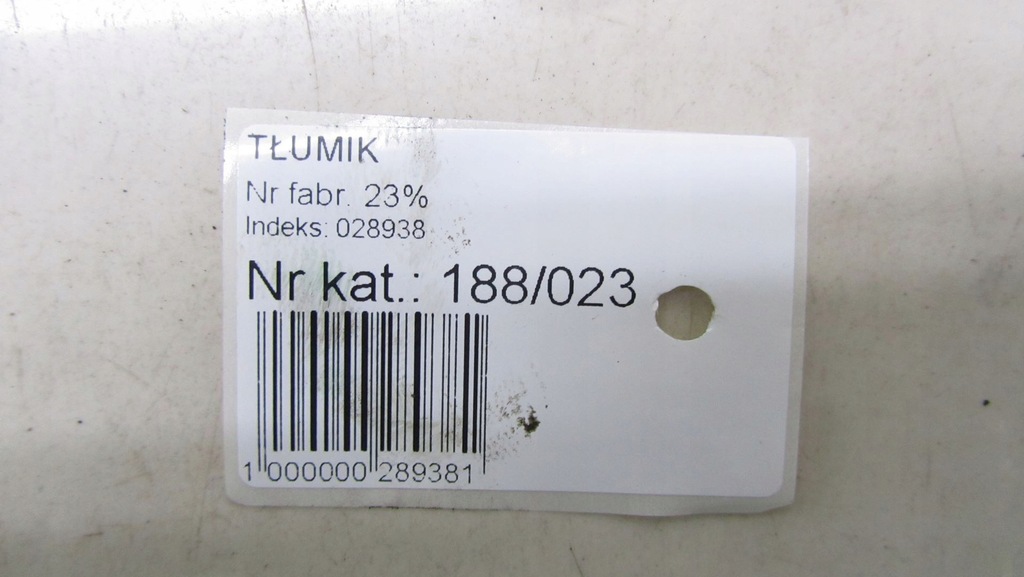 TŁUMIK
Nr fabr. 23%
Indeks: 028938
Nr kat.: 188/023
1 000000 289381